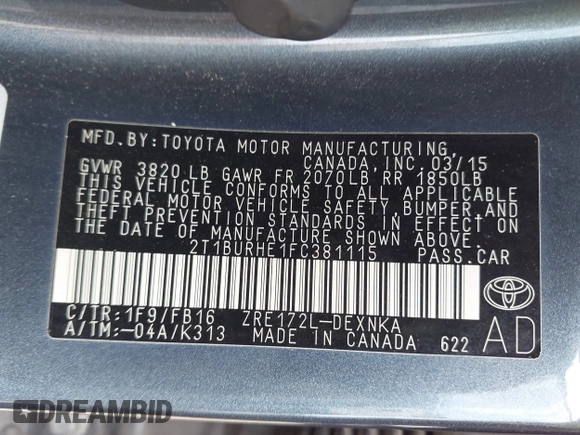 MFD. BY: TOYOTA MOTOR MANUFACTURING,
CANADA, INC. 03/15
GVWR 3820 LB GAWR FR 2070LB, RR 1850LB
THIS VEHICLE CONFORMS TO ALL APPLICABLE
FEDERAL MOTOR VEHICLE SAFETY, BUMPER, AND
THEFT PREVENTION STANDARDS IN EFFECT ON
THE DATE OF MANUFACTURE SHOWN ABOVE.
2T1BURHE1FC381115 PASS.CAR
C/TR: 1F9/FB16 ZRE172L-DEXNKA
A/TM: -04A/K313 MADE IN CANADA 622
AD
DREAMBID